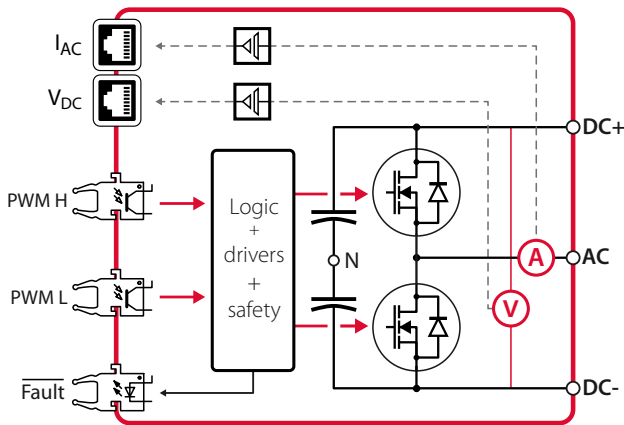 IAC
VDC
DC+
PWM H
Logic
+
drivers
+
safety
N
A
AC
V
PWM L
Fault
DC-